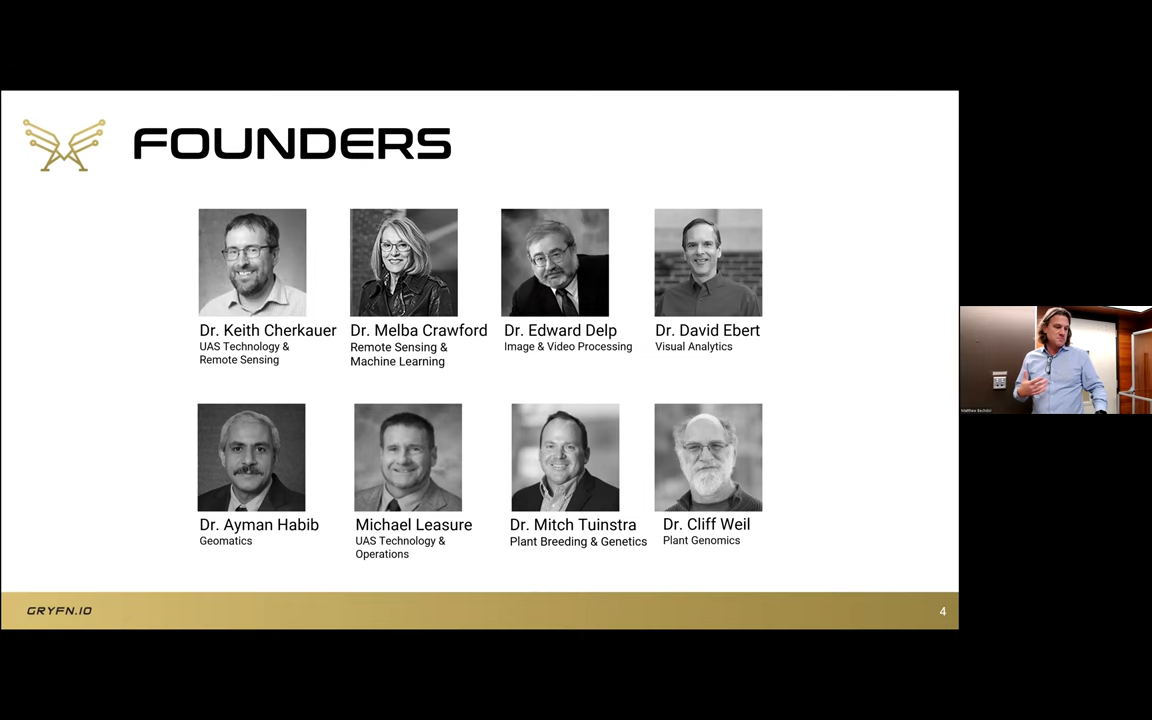 FOUNDERS
Dr. Keith Cherkauer
UAS Technology &
Remote Sensing
Dr. Melba Crawford
Remote Sensing &
Machine Learning
Dr. Edward Delp
Image & Video Processing
Dr. David Ebert
Visual Analytics
Dr. Ayman Habib
Geomatics
Michael Leasure
UAS Technology &
Operations
Dr. Mitch Tuinstra
Plant Breeding & Genetics
Dr. Cliff Weil
Plant Genomics
GRYFN.IO
4
Matthew Bechdol